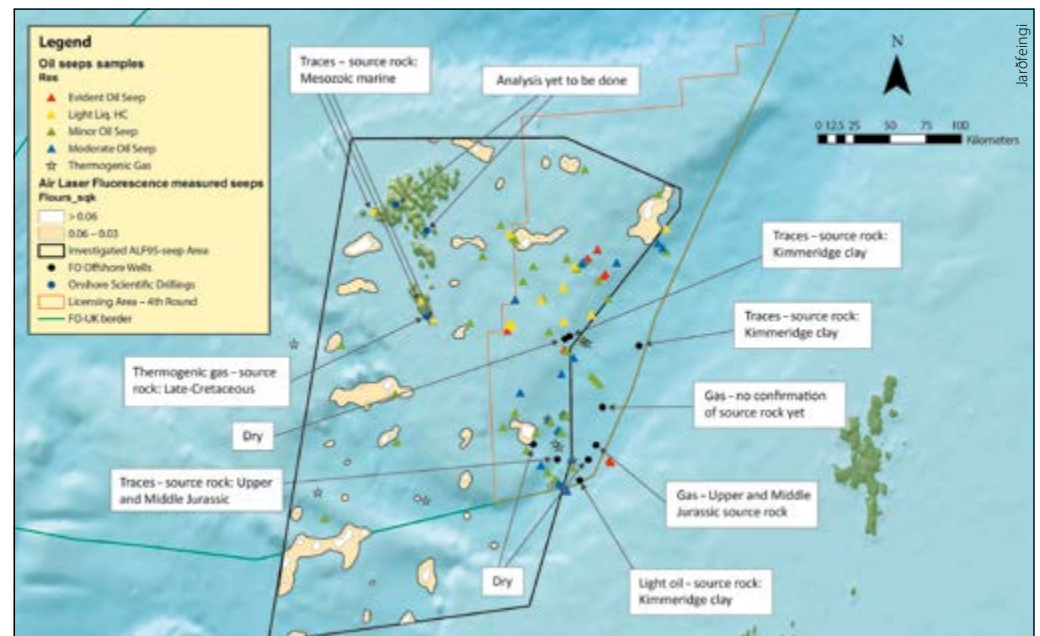 Legend
Oil seeps samples
Res
Evident Oil Seep
Light Liq. HC
Minor Oil Seep
Moderate Oil Seep
Thermogenic Gas
Air Laser Fluorescence measured seeps
Flours_sqk
> 0.06
0.06 – 0.03
Investigated ALF95-seep Area
FO Offshore Wells
Onshore Scientific Drillings
Licensing Area – 4th Round
FO-UK border
Traces – source rock:
Mesozoic marine
Analysis yet to be done
N
0 12.5 25 50 75 100
Kilometers
Jarðfeingi
Traces – source rock:
Kimmeridge clay
Traces – source rock:
Kimmeridge clay
Thermogenic gas – source
rock: Late-Cretaceous
Gas – no confirmation
of source rock yet
Dry
Traces – source rock: Upper
and Middle Jurassic
Gas – Upper and Middle
Jurassic source rock
Dry
Light oil – source rock:
Kimmeridge clay